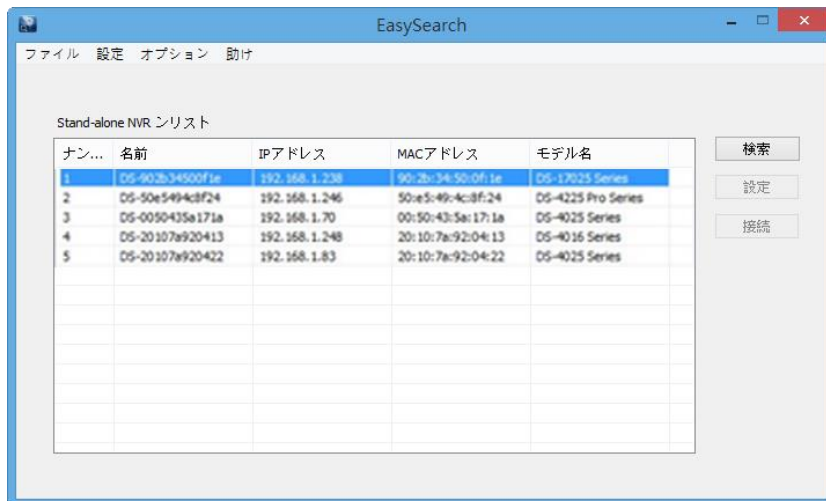 EasySearch
ファイル 設定 オプション 助け
Stand-alone NVR ンリスト
ナン... 名前 IPアドレス MACアドレス モデル名
1 DS-902b34500f1e 192.168.1.238 90:2b:34:50:0f:1e DS-17025 Series
2 DS-50e5494c8f24 192.168.1.246 50:e5:49:4c:8f:24 DS-4225 Pro Series
3 DS-0050435a171a 192.168.1.70 00:50:43:5a:17:1a DS-4025 Series
4 DS-20107a920413 192.168.1.248 20:10:7a:92:04:13 DS-4016 Series
5 DS-20107a920422 192.168.1.83 20:10:7a:92:04:22 DS-4025 Series
検索
設定
接続